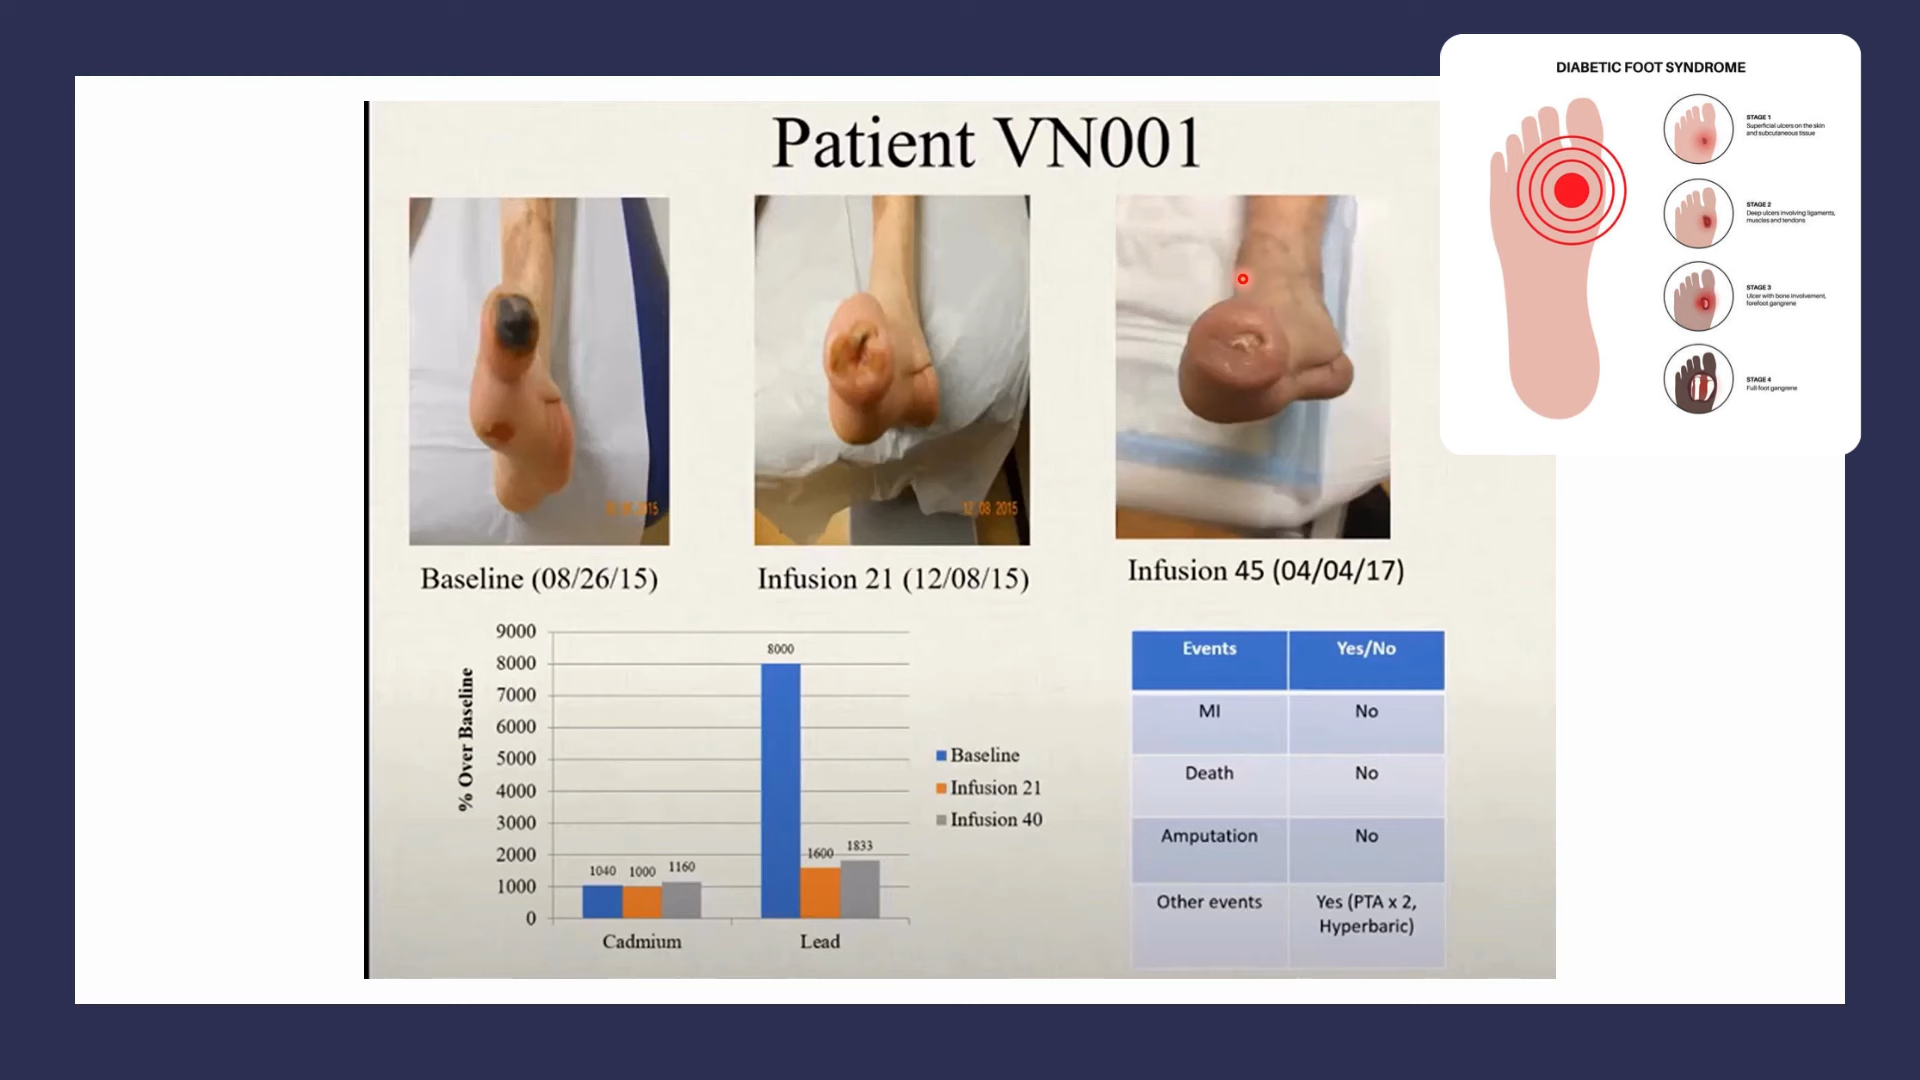 DIABETIC FOOT SYNDROME
STAGE 1
Superficial ulcers on the skin
and subcutaneous tissue
STAGE 2
Deep ulcers involving ligaments,
muscles and tendons
STAGE 3
Ulcer with bone involvement,
forefoot gangrene
STAGE 4
Full foot gangrene
Patient VN001
2015
12 08 2015
Baseline (08/26/15)
Infusion 21 (12/08/15)
Infusion 45 (04/04/17)
% Over Baseline
9000
8000
7000
6000
5000
4000
3000
2000
1000
0
1040
1000
1160
8000
1600
1833
Cadmium
Lead
Baseline
Infusion 21
Infusion 40
Events Yes/No
MI No
Death No
Amputation No
Other events Yes (PTA x 2,
Hyperbaric)